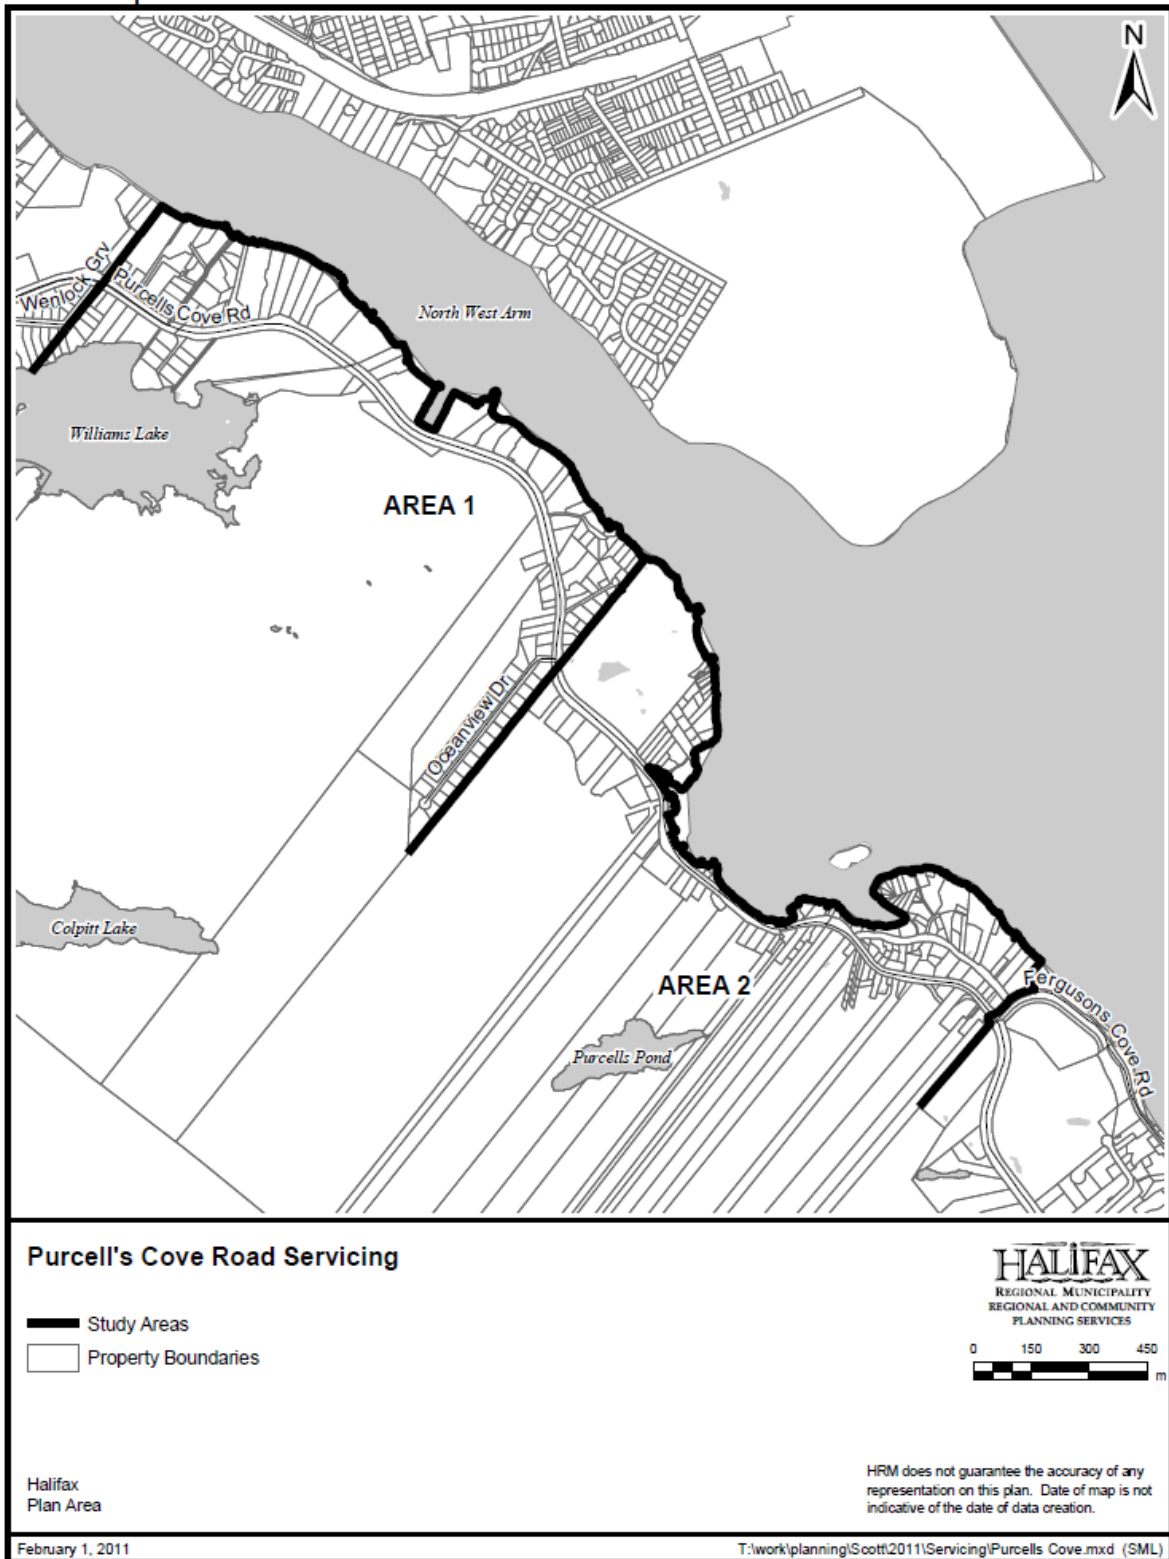 N
Wenlock Grv
Purcells Cove Rd
North West Arm
Williams Lake
AREA 1
Oceanview Dr
Colpitt Lake
AREA 2
Fergusons Cove Rd
Purcells Pond
Purcell's Cove Road Servicing
Study Areas
Property Boundaries
HALIFAX
REGIONAL MUNICIPALITY
REGIONAL AND COMMUNITY
PLANNING SERVICES
0 150 300 450
m
Halifax
Plan Area
HRM does not guarantee the accuracy of any
representation on this plan. Date of map is not
indicative of the date of data creation.
February 1, 2011
T:\work\planning\Scott\2011\Servicing\Purcells Cove.mxd (SML)